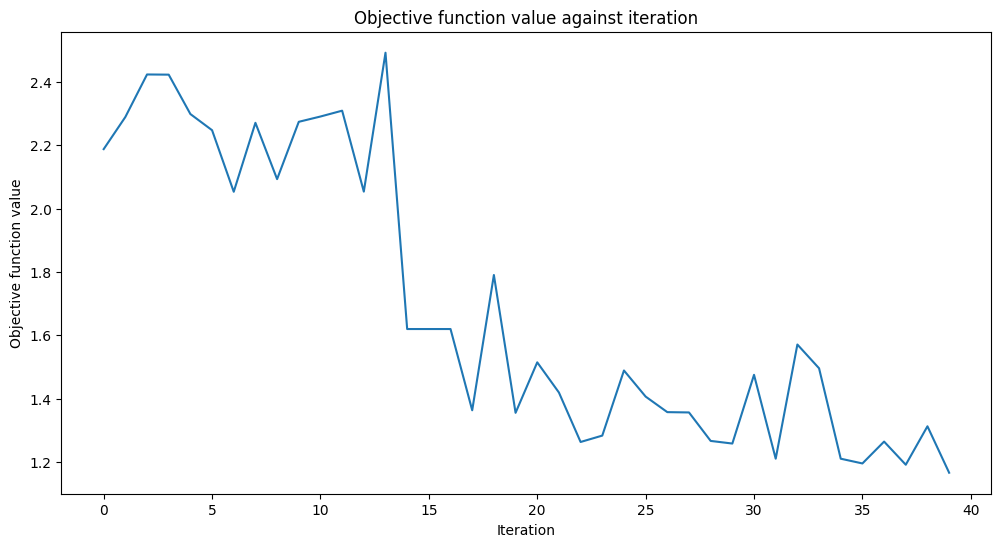 Objective function value against iteration
Objective function value
2.4
2.2
2.0
1.8
1.6
1.4
1.2
0 5 10 15 20 25 30 35 40
Iteration